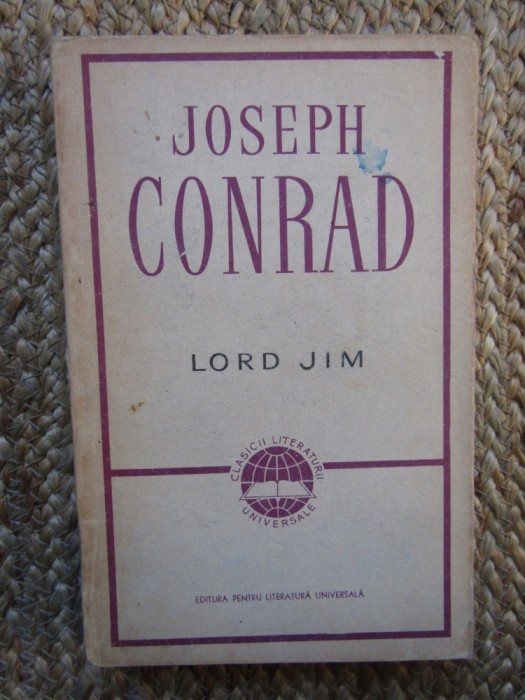 JOSEPH
CONRAD
LORD JIM
CLASICII LITERATURII
UNIVERSALE
EDITURA PENTRU LITERATURĂ UNIVERSALĂ